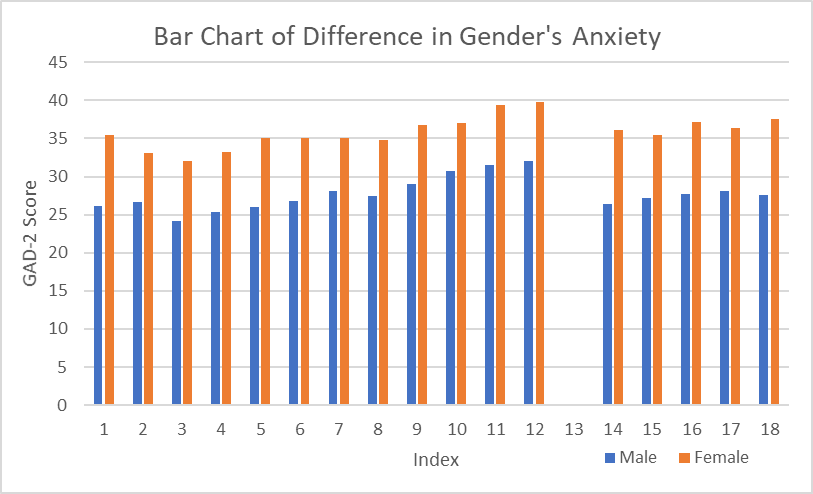 Bar Chart of Difference in Gender's Anxiety
45
40
35
30
25
20
15
10
5
0
GAD-2 Score
1 2 3 4 5 6 7 8 9 10 11 12 13 14 15 16 17 18
Index
Male Female